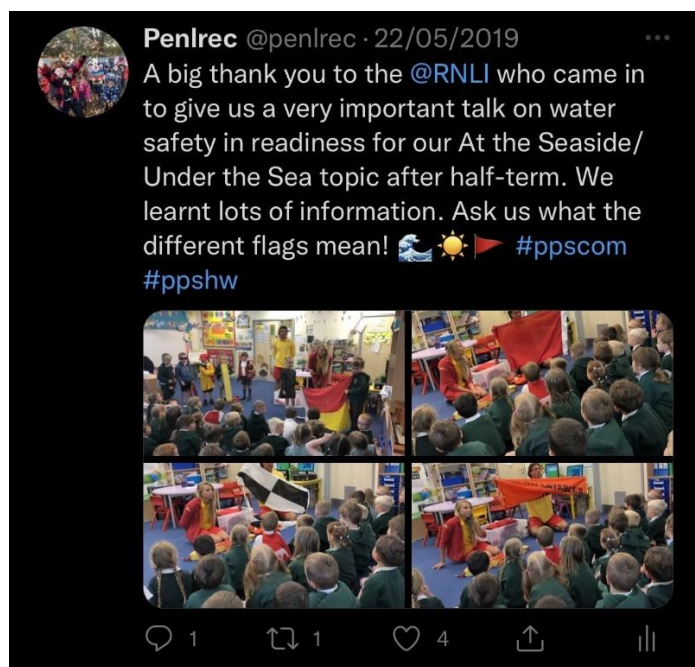 PenIrec @penlrec · 22/05/2019
A big thank you to the @RNLI who came in
to give us a very important talk on water
safety in readiness for our At the Seaside/
Under the Sea topic after half-term. We
learnt lots of information. Ask us what the
different flags mean! 🌊☀️🚩 #ppscom
#ppshw
1 1 4